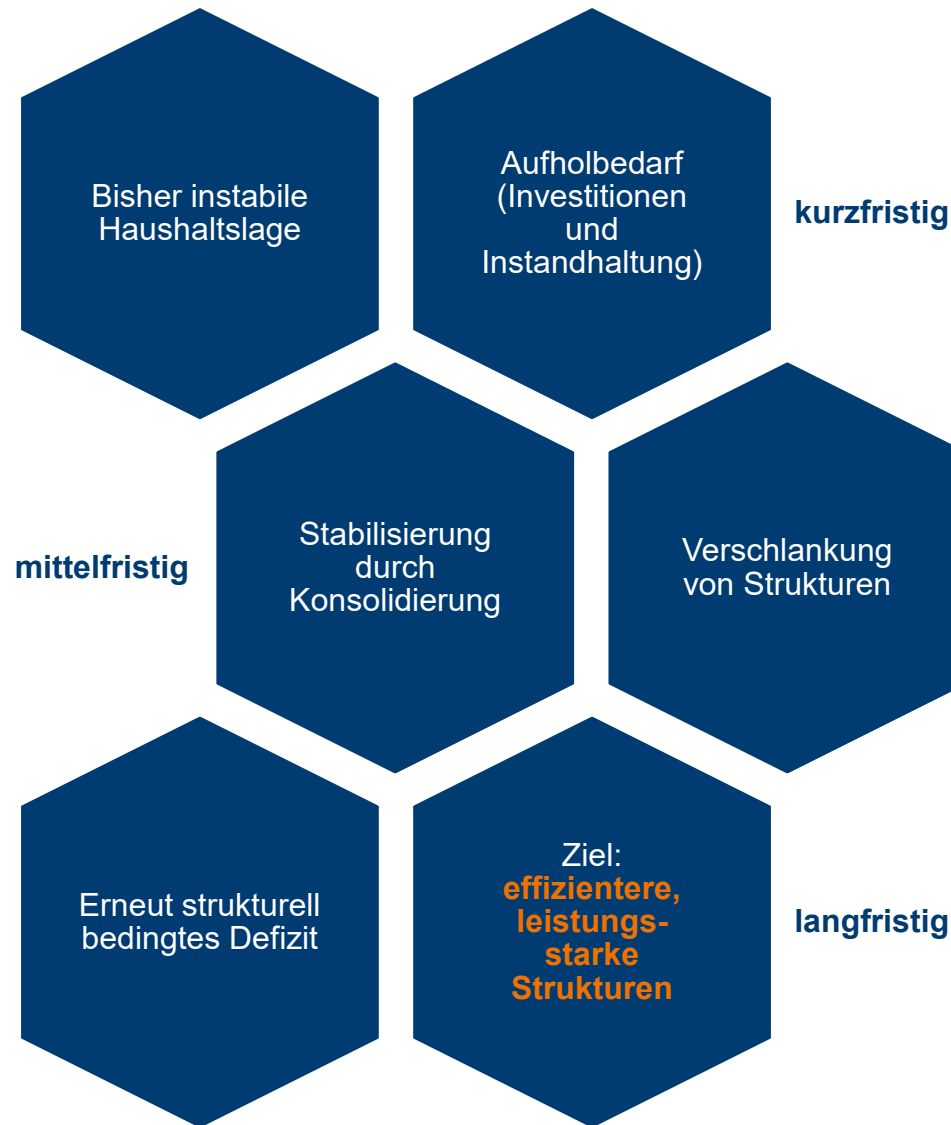 Bisher instabile
Haushaltslage
Aufholbedarf
(Investitionen
und
Instandhaltung)
kurzfristig
mittelfristig
Stabilisierung
durch
Konsolidierung
Verschlankung
von Strukturen
Erneut strukturell
bedingtes Defizit
Ziel:
effizientere,
leistungs-
starke
Strukturen
langfristig